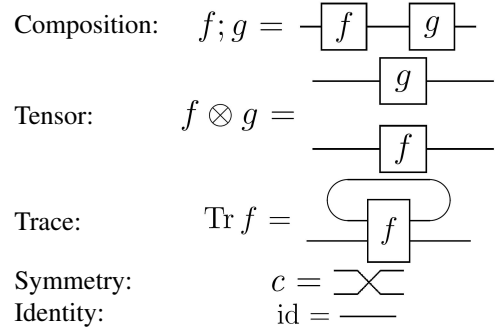 Composition: f; g = f g
g
Tensor: f ⊗ g =
f
Trace: Tr f = f
Symmetry: c =
Identity: id =